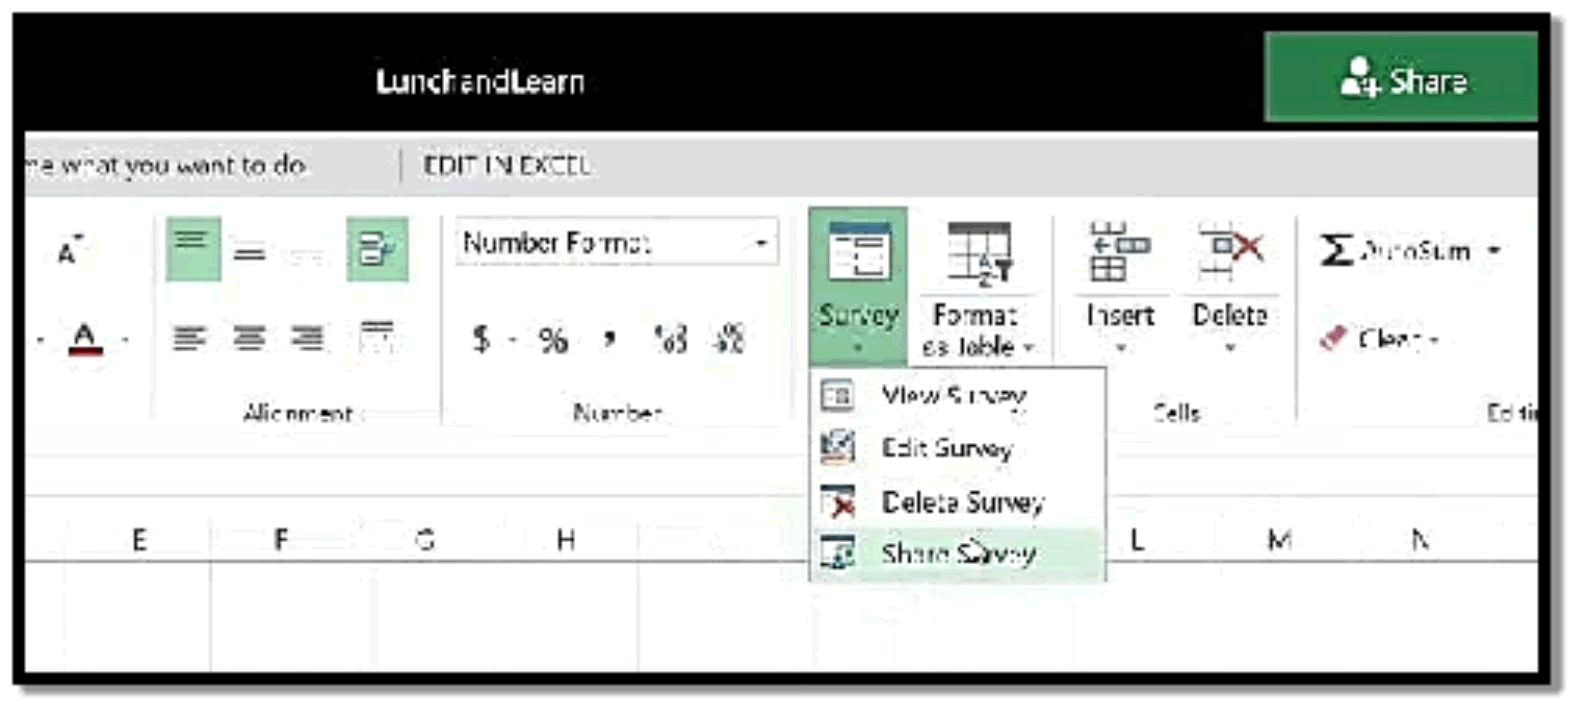 LunchandLearn
Share
me what you want to do
EDIT IN EXCEL
A
Number Format
A
$ % ,
Alignment
Number
Survey
Format
as Table
Insert
Delete
AutoSum
Clear
View Survey
Edit Survey
Delete Survey
Share Survey
Cells
Editin
E F G H L M N